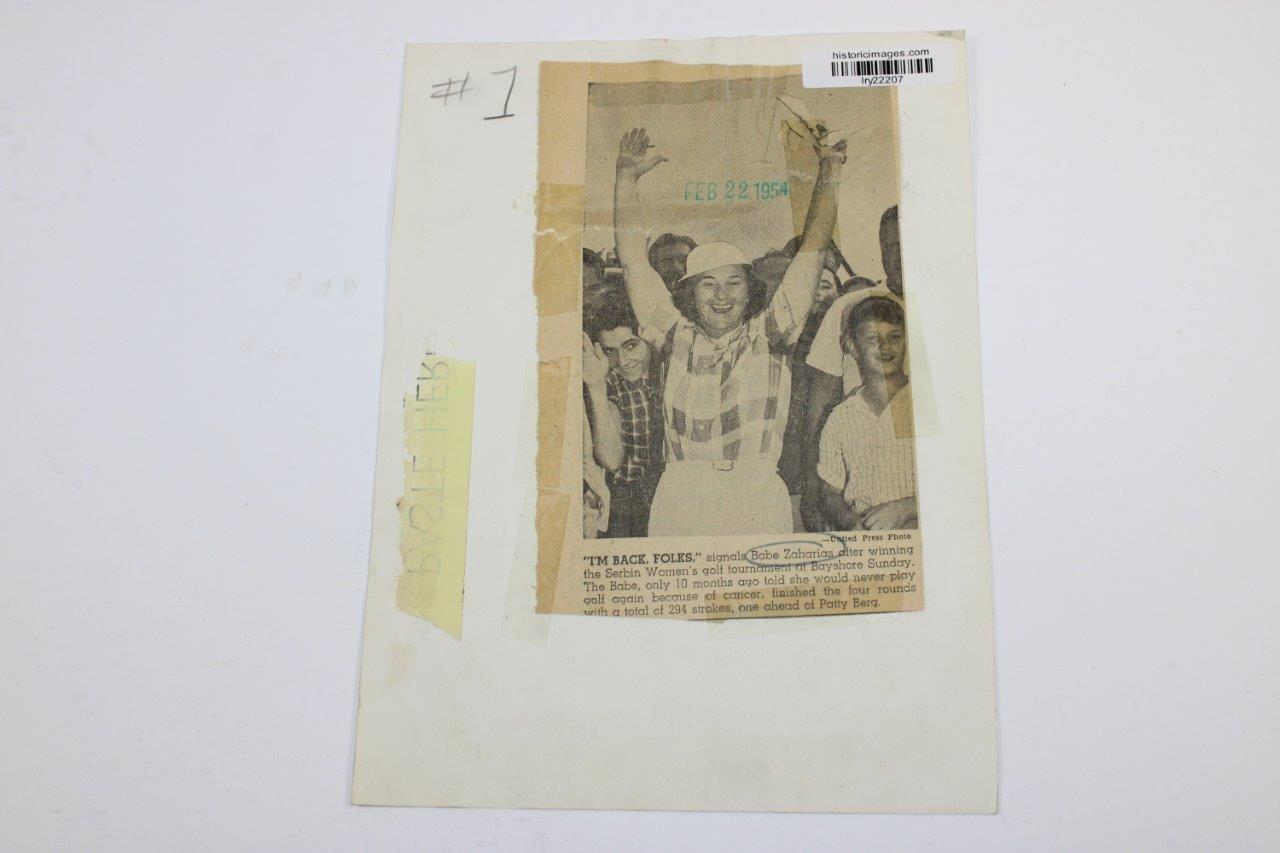 historicimages.com
lry22207
#1
FEB 22 1954
PASTE HER
—United Press Photo
"I'M BACK, FOLKS," signals Babe Zaharias after winning
the Serbin Women's golf tournament at Bayshore Sunday.
The Babe, only 10 months ago told she would never play
golf again because of cancer, finished the four rounds
with a total of 294 strokes, one ahead of Patty Berg.